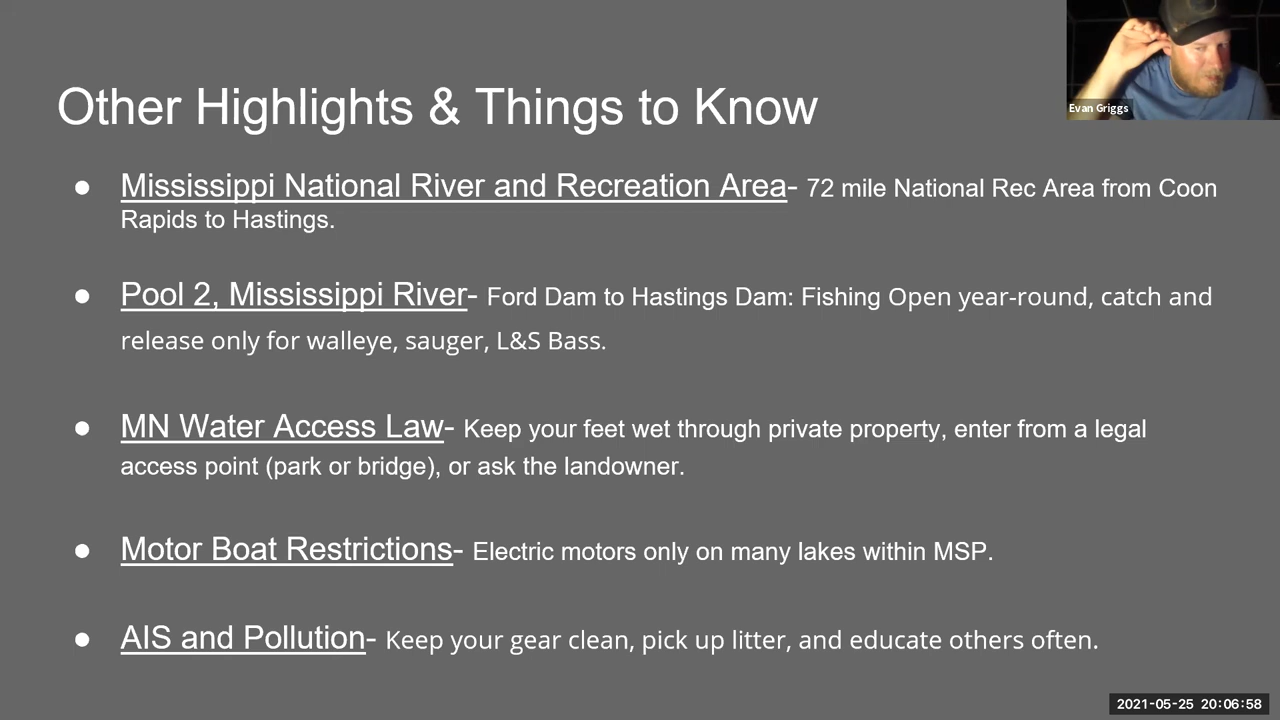 Evan Griggs
Other Highlights & Things to Know
● Mississippi National River and Recreation Area- 72 mile National Rec Area from Coon
Rapids to Hastings.
● Pool 2, Mississippi River- Ford Dam to Hastings Dam: Fishing Open year-round, catch and
release only for walleye, sauger, L&S Bass.
● MN Water Access Law- Keep your feet wet through private property, enter from a legal
access point (park or bridge), or ask the landowner.
● Motor Boat Restrictions- Electric motors only on many lakes within MSP.
● AIS and Pollution- Keep your gear clean, pick up litter, and educate others often.
2021-05-25 20:06:58